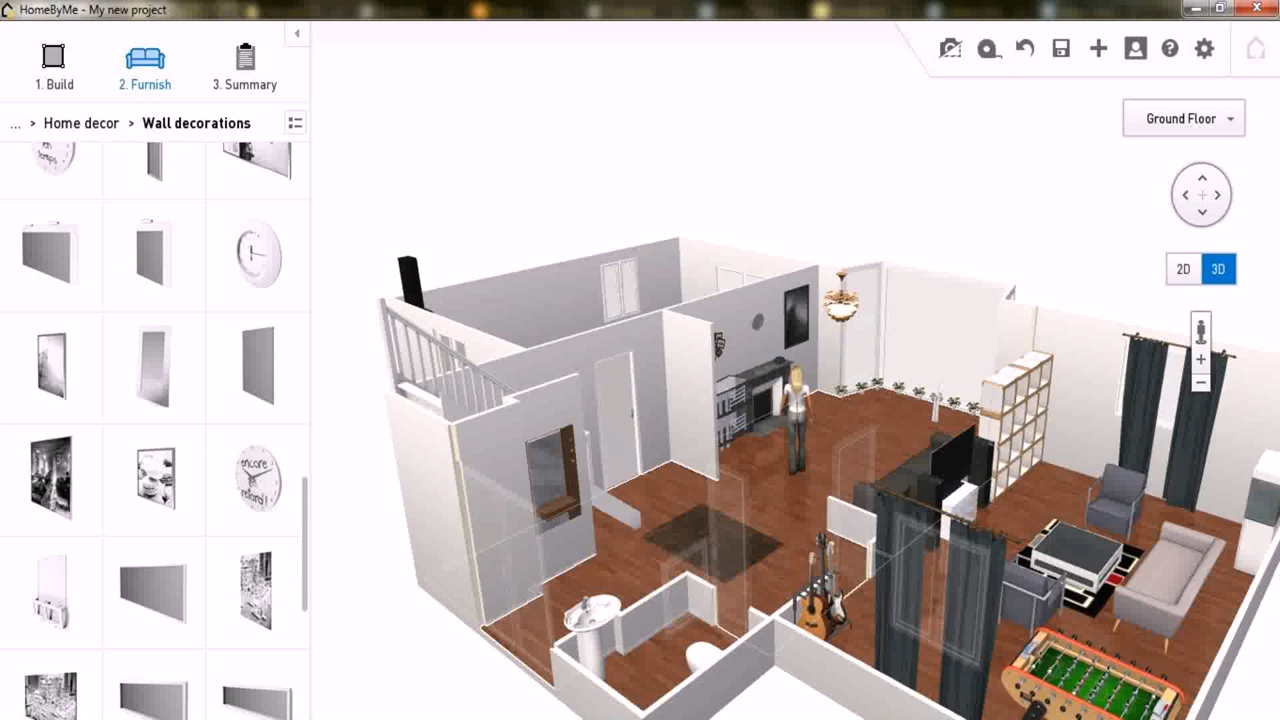 HomeByMe - My new project
1. Build
2. Furnish
3. Summary
... > Home decor > Wall decorations
Ground Floor
2D
3D
encore
retard!